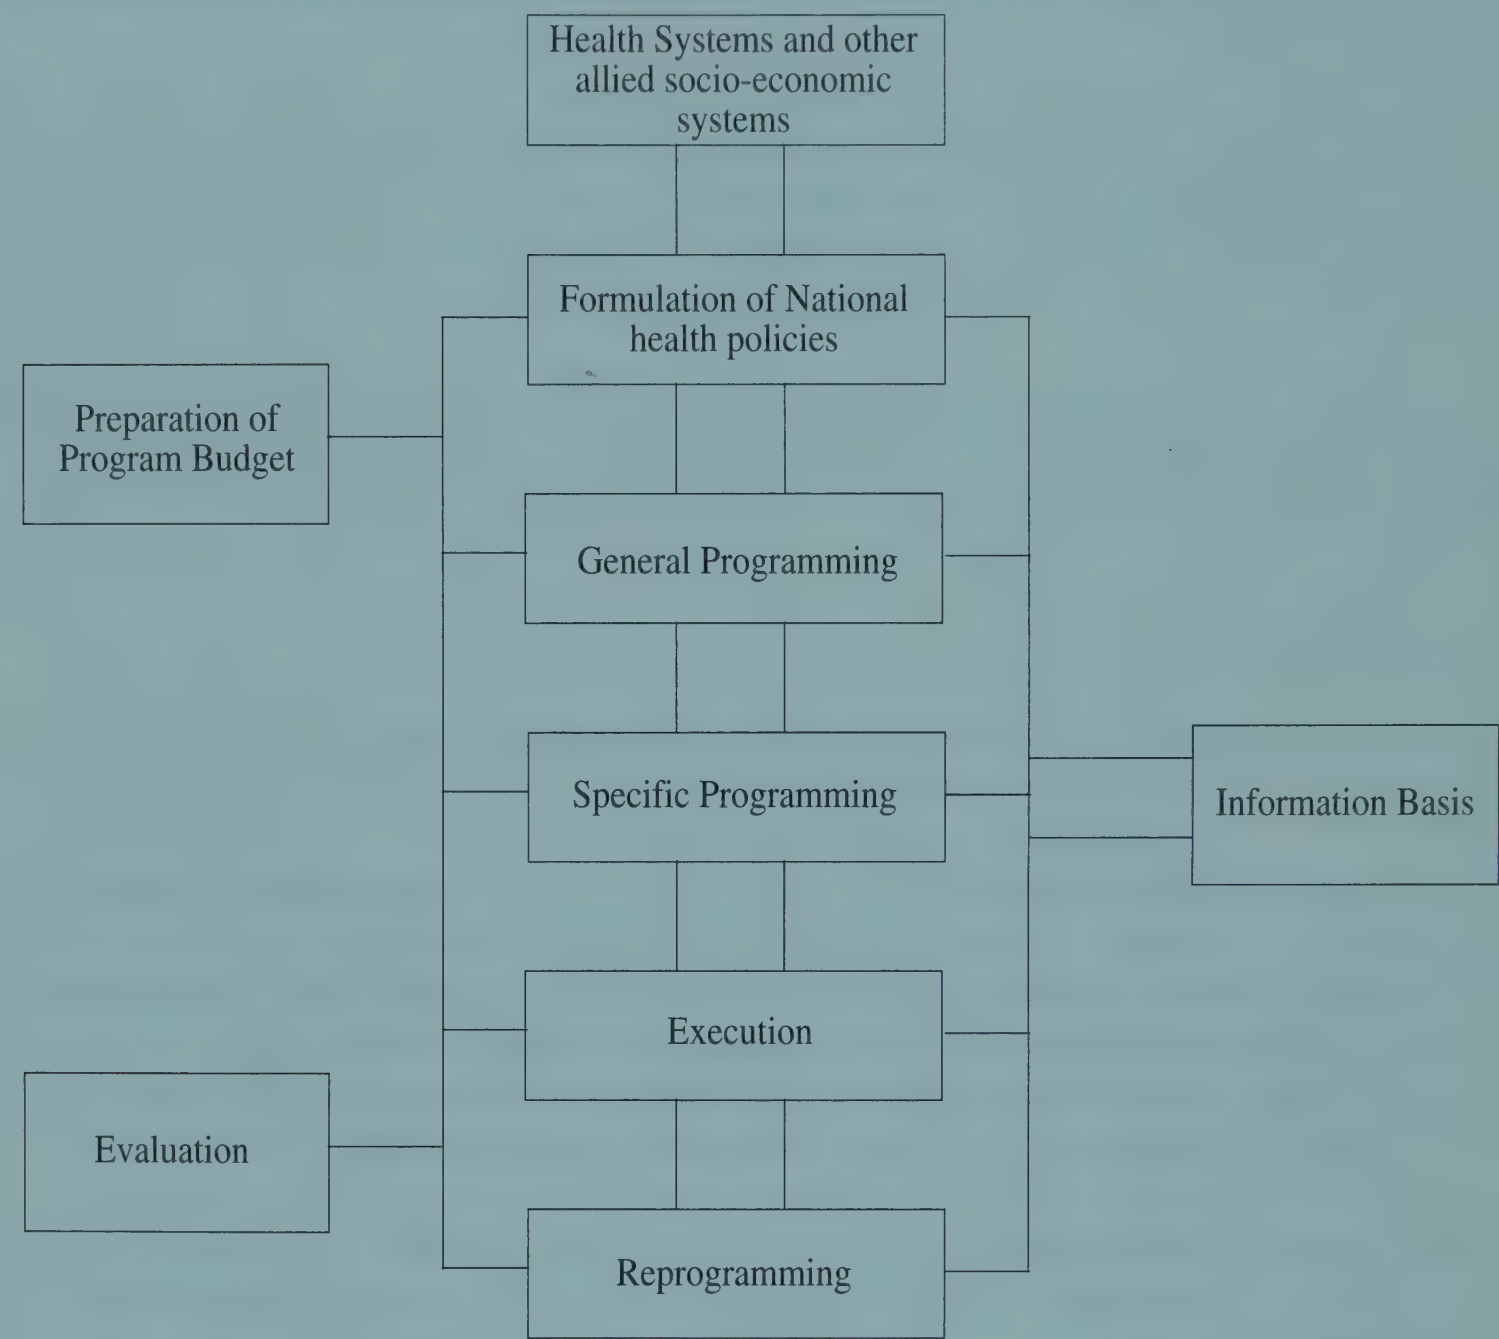 Health Systems and other
allied socio-economic
systems
Formulation of National
health policies
Preparation of
Program Budget
General Programming
Specific Programming
Information Basis
Execution
Evaluation
Reprogramming